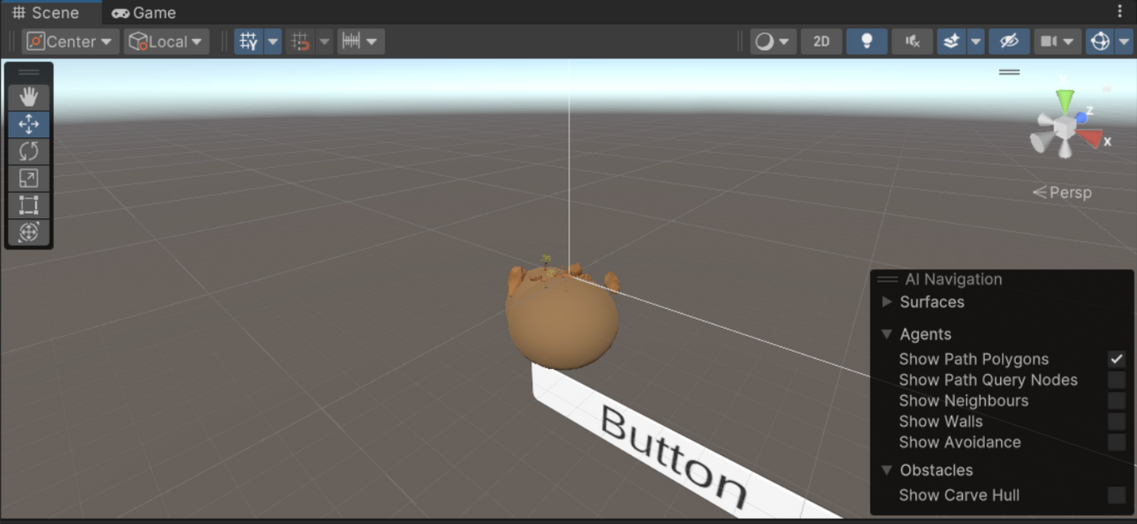 Scene
Game
Center
Local
2D
Y
z
x
Persp
AI Navigation
Surfaces
Agents
Show Path Polygons
Show Path Query Nodes
Show Neighbours
Show Walls
Show Avoidance
Obstacles
Show Carve Hull
Button